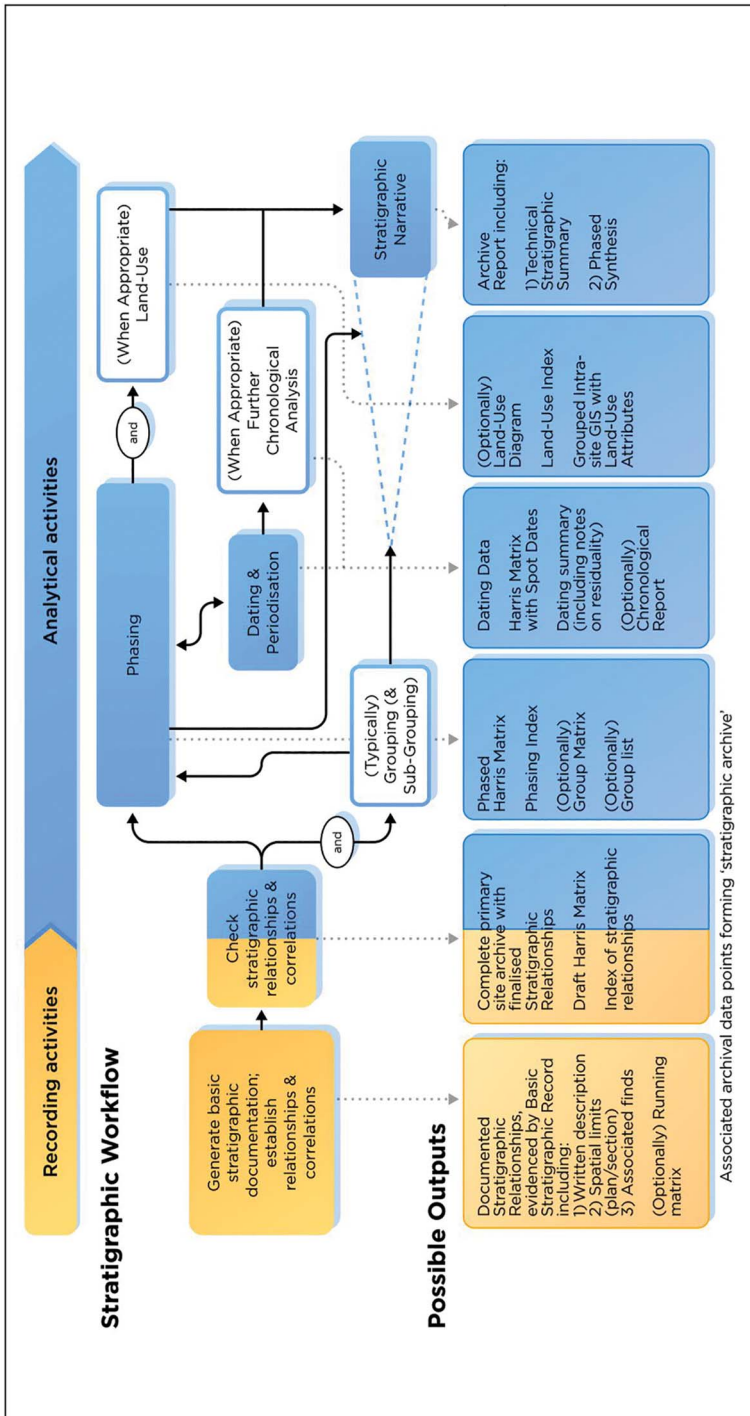 Recording activities
Analytical activities
Stratigraphic Workflow
Generate basic
stratigraphic
documentation;
establish
relationships &
correlations
Check
stratigraphic
relationships &
correlations
and
Phasing
(Typically)
Grouping (&
Sub-Grouping)
Dating &
Periodisation
and
(When Appropriate)
Land-Use
(When Appropriate)
Further
Chronological
Analysis
Stratigraphic
Narrative
Possible Outputs
Documented
Stratigraphic
Relationships,
evidenced by Basic
Stratigraphic Record
including:
1) Written description
2) Spatial limits
(plan/section)
3) Associated finds
(Optionally) Running
matrix
Complete primary
site archive with
finalised
Stratigraphic
Relationships
Draft Harris Matrix
Index of stratigraphic
relationships
Phased
Harris Matrix
Phasing Index
(Optionally)
Group Matrix
(Optionally)
Group list
Dating Data
Harris Matrix
with Spot Dates
Dating summary
(including notes
on residuality)
(Optionally)
Chronological
Report
(Optionally)
Land-Use
Diagram
Land-Use Index
Grouped Intra-
site GIS with
Land-Use
Attributes
Archive
Report including:
1) Technical
Stratigraphic
Summary
2) Phased
Synthesis
Associated archival data points forming ‘stratigraphic archive’